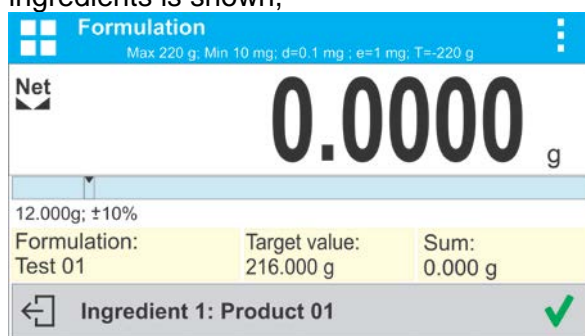 ingredients is shown,
Formulation
Max 220 g; Min 10 mg; d=0.1 mg ; e=1 mg; T=-220 g
Net
0.0000 g
12.000g; ±10%
Formulation: Target value: Sum:
Test 01 216.000 g 0.000 g
Ingredient 1: Product 01